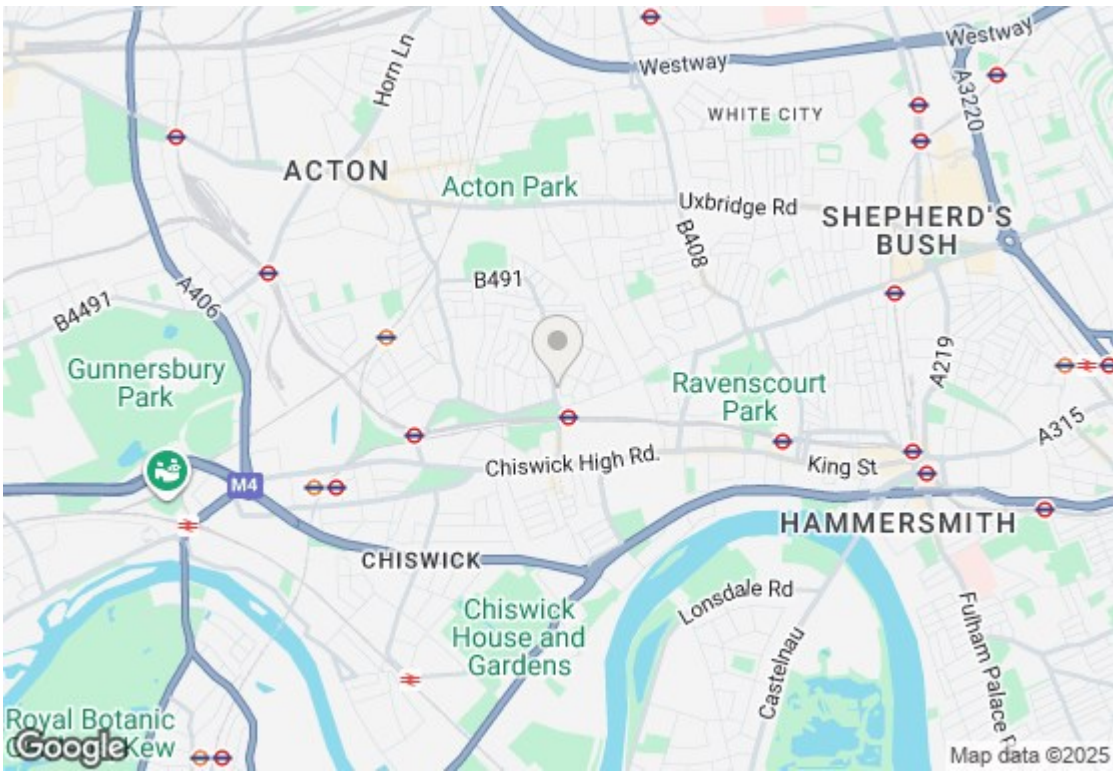 Westway
Westway
Horn Ln
A3220
WHITE CITY
ACTON
Acton Park
Uxbridge Rd
SHEPHERD'S
BUSH
B408
B491
A406
B4491
Gunnersbury
Park
Ravenscourt
Park
A219
A315
Chiswick High Rd.
King St
M4
HAMMERSMITH
CHISWICK
Chiswick
House and
Gardens
Lonsdale Rd
Castelnau
Fulham Palace
Royal Botanic
Kew
Google
Map data ©2025